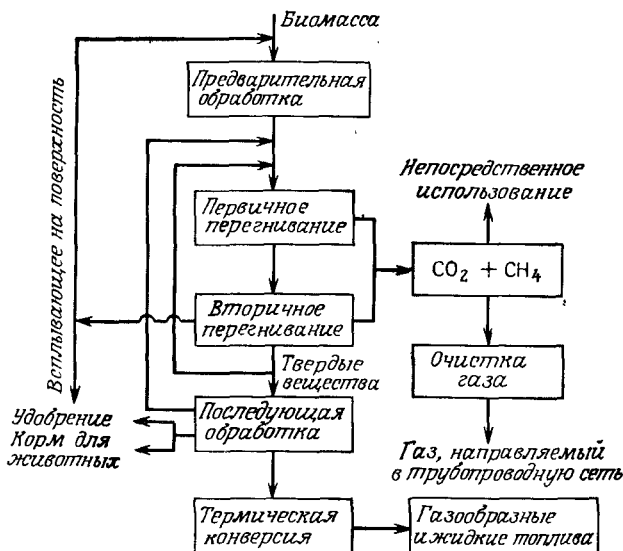 Биомасса
Предварительная
обработка
Всплывающее на поверхность
Непосредственное
использование
Первичное
перегнивание
CO₂ + CH₄
Вторичное
перегнивание
Твердые
вещества
Очистка
газа
Удобрение
Корм для
животных
Последующая
обработка
Газ, направляемый
в трубопроводную сеть
Термическая
конверсия
Газообразные
и жидкие топлива